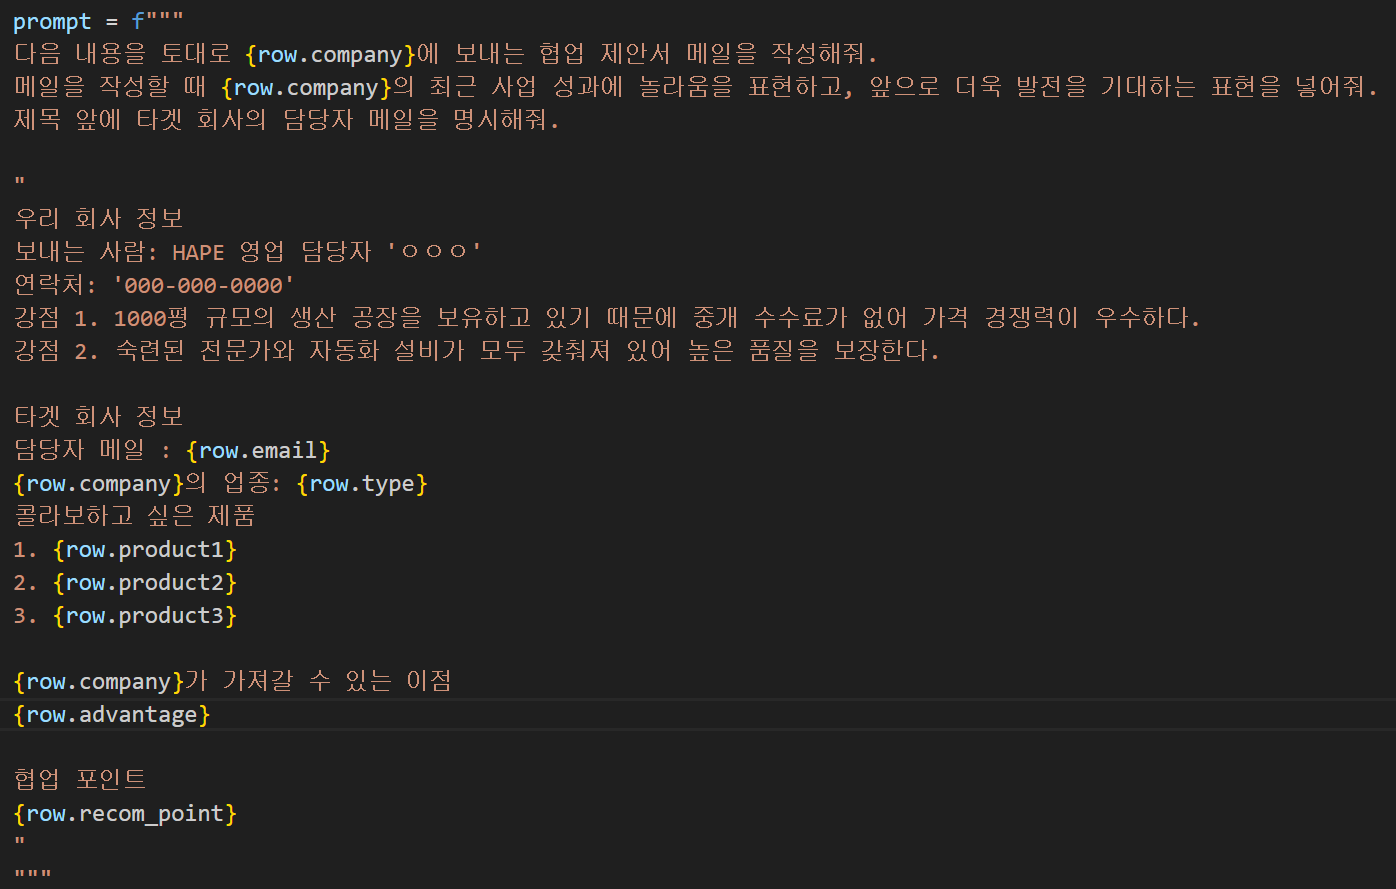 prompt = f"""
다음 내용을 토대로 {row.company}에 보내는 협업 제안서 메일을 작성해줘.
메일을 작성할 때 {row.company}의 최근 사업 성과에 놀라움을 표현하고, 앞으로 더욱 발전을 기대하는 표현을 넣어줘.
제목 앞에 타겟 회사의 담당자 메일을 명시해줘.
"
우리 회사 정보
보내는 사람: HAPE 영업 담당자 'ㅇㅇㅇ'
연락처: '000-000-0000'
강점 1. 1000평 규모의 생산 공장을 보유하고 있기 때문에 중개 수수료가 없어 가격 경쟁력이 우수하다.
강점 2. 숙련된 전문가와 자동화 설비가 모두 갖춰져 있어 높은 품질을 보장한다.
타겟 회사 정보
담당자 메일 : {row.email}
{row.company}의 업종: {row.type}
콜라보하고 싶은 제품
1. {row.product1}
2. {row.product2}
3. {row.product3}
{row.company}가 가져갈 수 있는 이점
{row.advantage}
협업 포인트
{row.recom_point}
"
"""